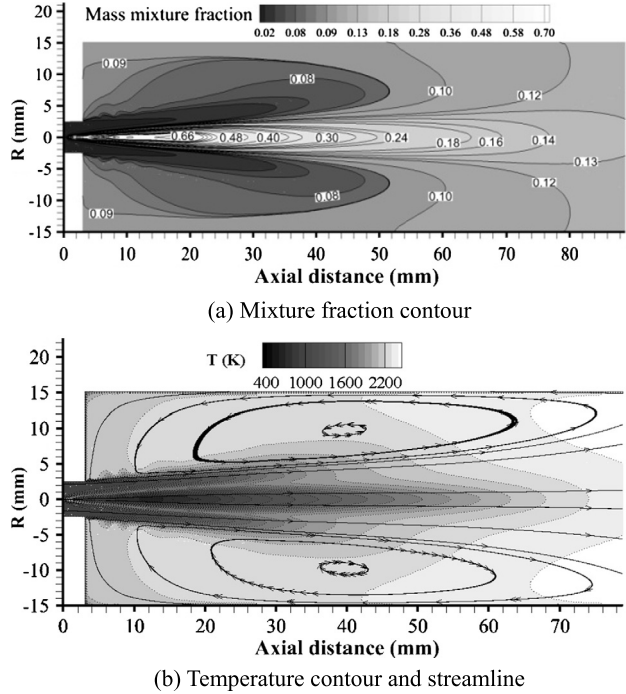 Mass mixture fraction
0.02 0.08 0.09 0.13 0.18 0.28 0.36 0.48 0.58 0.70
20
15
10
5
0
-5
-10
-15
R (mm)
0.09
0.08
0.10
0.12
0.66 0.48 0.40 0.30 0.24 0.18 0.16 0.14
0.13
0.08
0.10
0.12
0.09
0 10 20 30 40 50 60 70 80
Axial distance (mm)
(a) Mixture fraction contour
T (K)
400 1000 1600 2200
20
15
10
5
0
-5
-10
-15
R (mm)
0 10 20 30 40 50 60 70
Axial distance (mm)
(b) Temperature contour and streamline